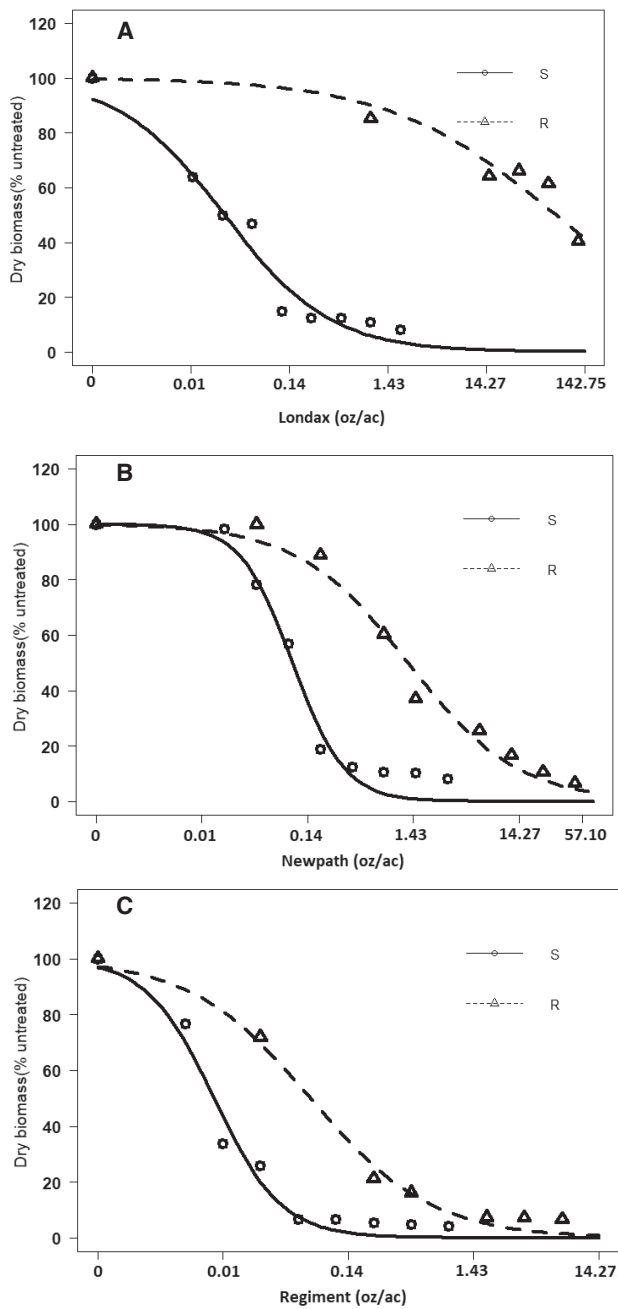 A
120
100
80
60
40
20
0
Dry biomass(% untreated)
S
R
0 0.01 0.14 1.43 14.27 142.75
Londax (oz/ac)
B
120
100
80
60
40
20
0
Dry biomass(% untreated)
S
R
0 0.01 0.14 1.43 14.27 57.10
Newpath (oz/ac)
C
120
100
80
60
40
20
0
Dry biomass(% untreated)
S
R
0 0.01 0.14 1.43 14.27
Regiment (oz/ac)